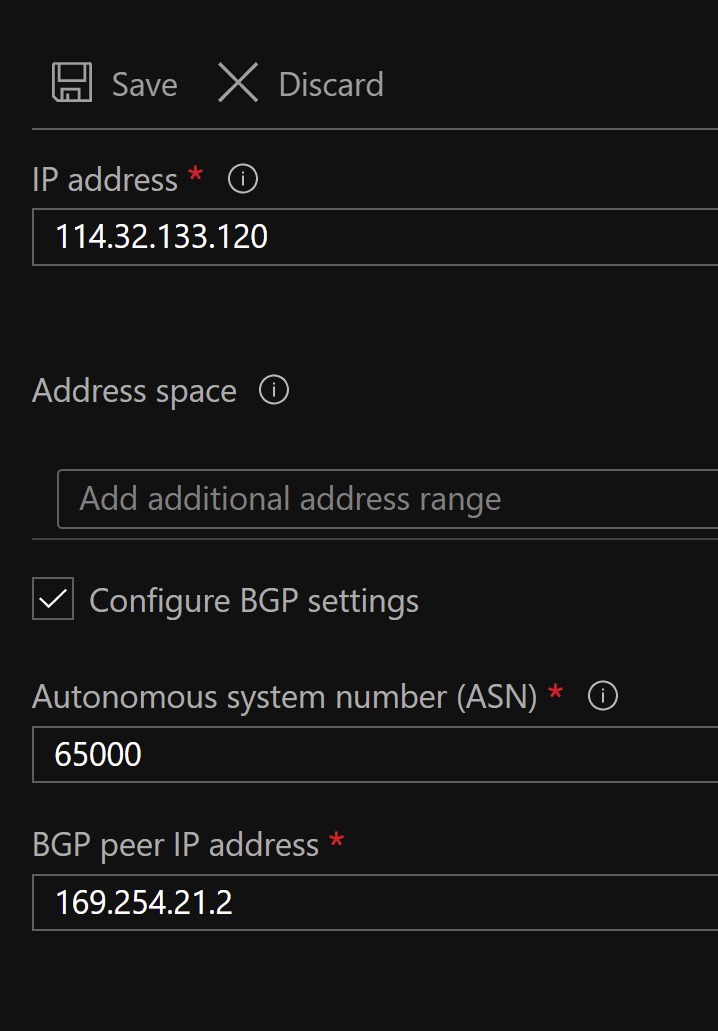 Save Discard
IP address *
114.32.133.120
Address space
Add additional address range
Configure BGP settings
Autonomous system number (ASN) *
65000
BGP peer IP address *
169.254.21.2